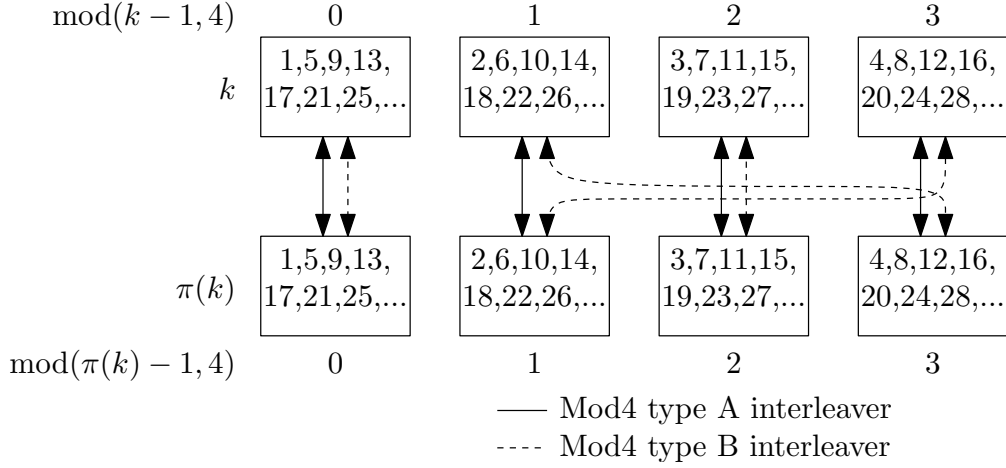 mod(k − 1, 4) 0 1 2 3
k
1,5,9,13,
17,21,25,...
2,6,10,14,
18,22,26,...
3,7,11,15,
19,23,27,...
4,8,12,16,
20,24,28,...
π(k)
1,5,9,13,
17,21,25,...
2,6,10,14,
18,22,26,...
3,7,11,15,
19,23,27,...
4,8,12,16,
20,24,28,...
mod(π(k) − 1, 4) 0 1 2 3
Mod4 type A interleaver
Mod4 type B interleaver